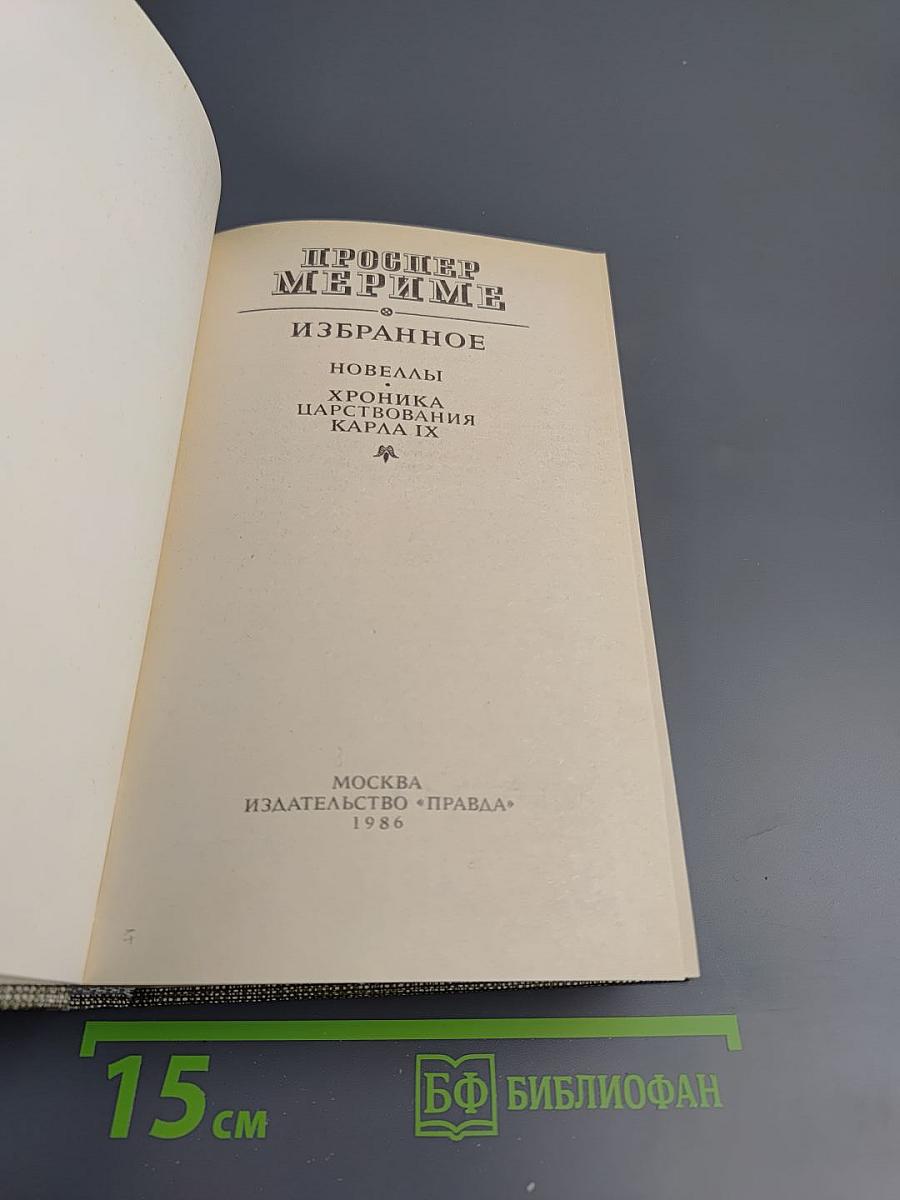 ПРОСПЕР
МЕРИМЕ
ИЗБРАННОЕ
НОВЕЛЛЫ
ХРОНИКА
ЦАРСТВОВАНИЯ
КАРЛА IX
МОСКВА
ИЗДАТЕЛЬСТВО «ПРАВДА»
1986
15 см
БФ БИБЛИОФАН